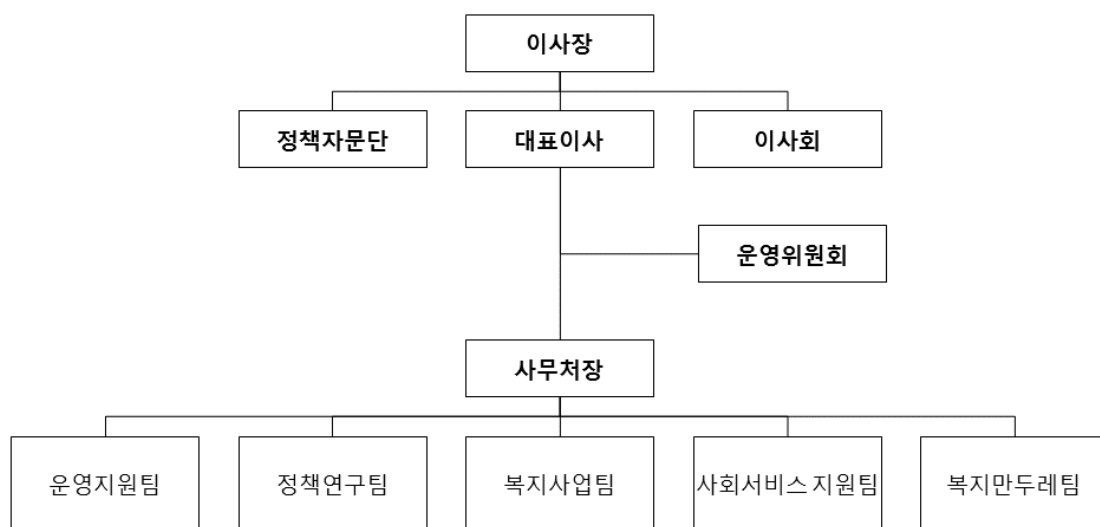 이사장
정책자문단
대표이사
이사회
운영위원회
사무처장
운영지원팀
정책연구팀
복지사업팀
사회서비스 지원팀
복지만두레팀